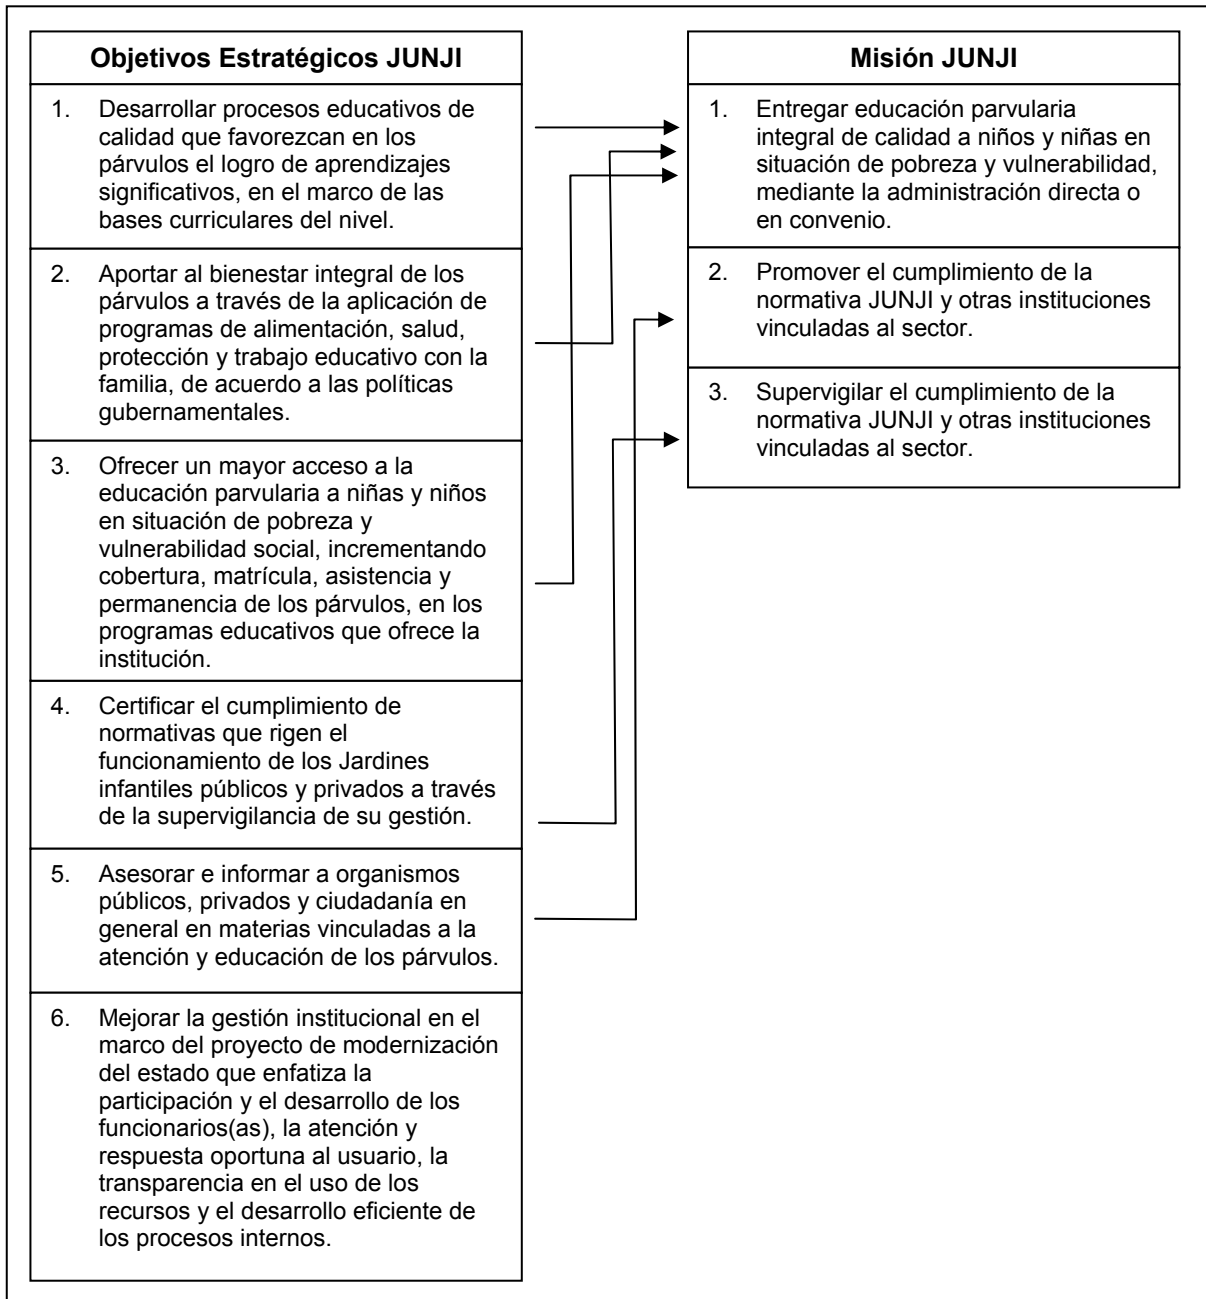 Objetivos Estratégicos JUNJI
1. Desarrollar procesos educativos de
calidad que favorezcan en los
párvulos el logro de aprendizajes
significativos, en el marco de las
bases curriculares del nivel.
2. Aportar al bienestar integral de los
párvulos a través de la aplicación de
programas de alimentación, salud,
protección y trabajo educativo con la
familia, de acuerdo a las políticas
gubernamentales.
3. Ofrecer un mayor acceso a la
educación parvularia a niñas y niños
en situación de pobreza y
vulnerabilidad social, incrementando
cobertura, matrícula, asistencia y
permanencia de los párvulos, en los
programas educativos que ofrece la
institución.
4. Certificar el cumplimiento de
normativas que rigen el
funcionamiento de los Jardines
infantiles públicos y privados a través
de la supervigilancia de su gestión.
5. Asesorar e informar a organismos
públicos, privados y ciudadanía en
general en materias vinculadas a la
atención y educación de los párvulos.
6. Mejorar la gestión institucional en el
marco del proyecto de modernización
del estado que enfatiza la
participación y el desarrollo de los
funcionarios(as), la atención y
respuesta oportuna al usuario, la
transparencia en el uso de los
recursos y el desarrollo eficiente de
los procesos internos.
Misión JUNJI
1. Entregar educación parvularia
integral de calidad a niños y niñas en
situación de pobreza y vulnerabilidad,
mediante la administración directa o
en convenio.
2. Promover el cumplimiento de la
normativa JUNJI y otras instituciones
vinculadas al sector.
3. Supervigilar el cumplimiento de la
normativa JUNJI y otras instituciones
vinculadas al sector.